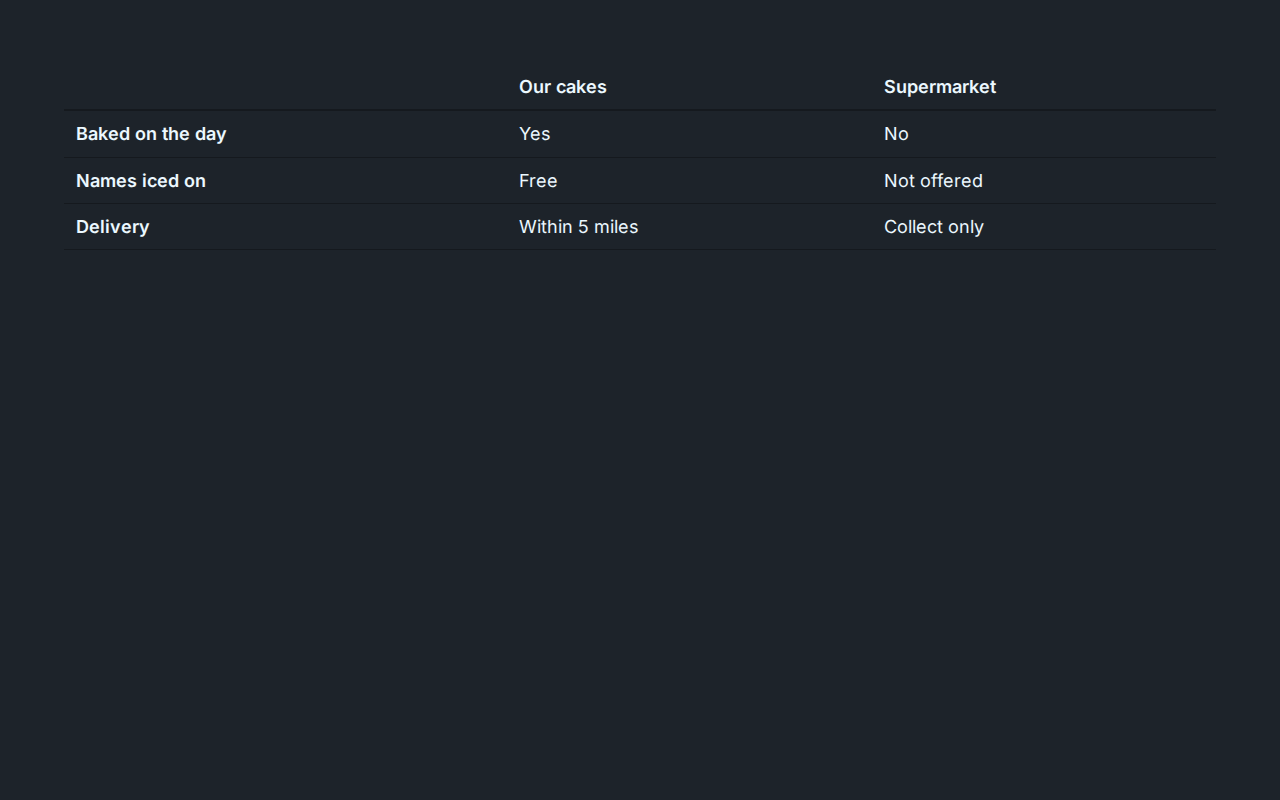 Our cakes Supermarket
Baked on the day Yes No
Names iced on Free Not offered
Delivery Within 5 miles Collect only